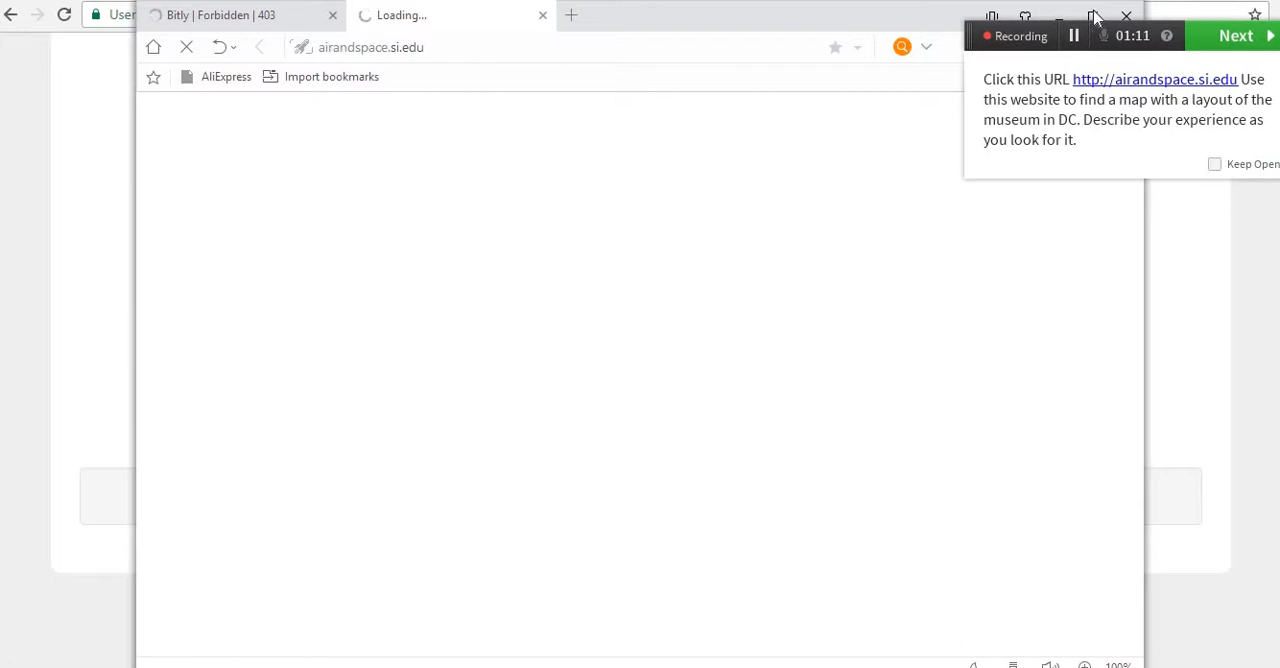 User
Bitly | Forbidden | 403
Loading...
airandspace.si.edu
AliExpress
Import bookmarks
Recording
01:11
Next
Click this URL http://airandspace.si.edu Use
this website to find a map with a layout of the
museum in DC. Describe your experience as
you look for it.
Keep Open
100%